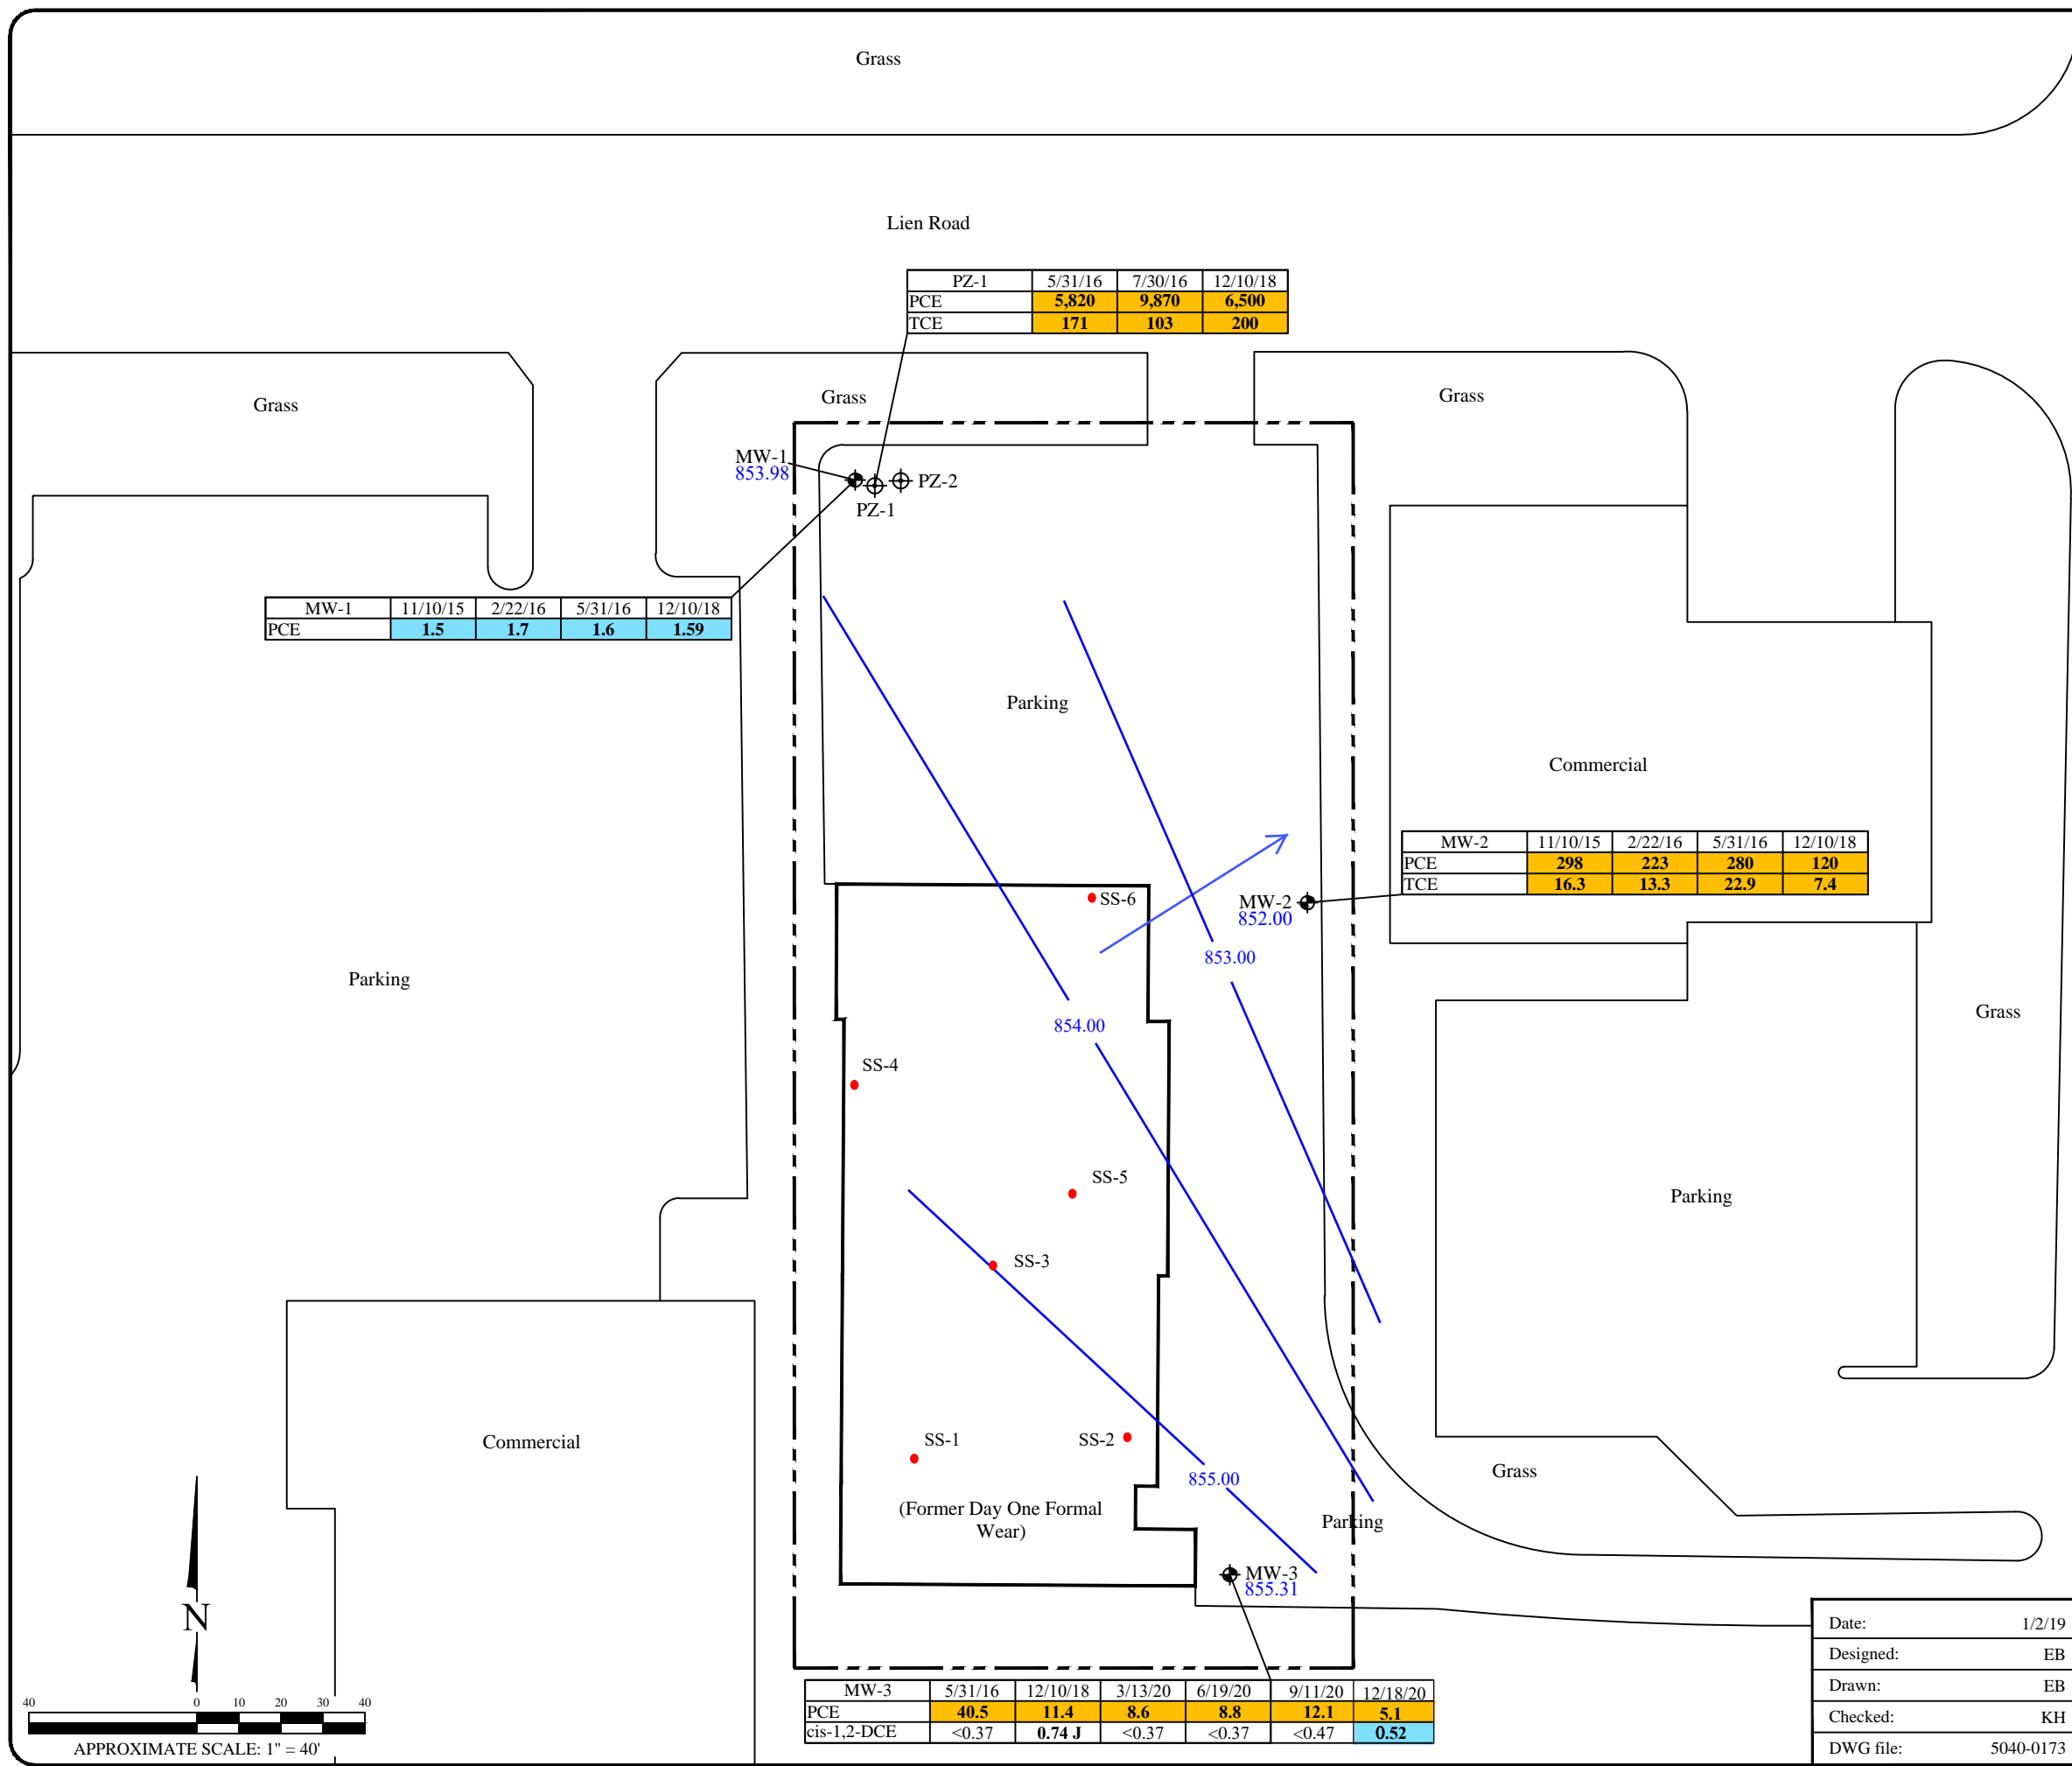 Grass
Lien Road
PZ-1 5/31/16 7/30/16 12/10/18
PCE 5,820 9,870 6,500
TCE 171 103 200
Grass
Grass
Grass
MW-1
853.98
PZ-2
PZ-1
MW-1 11/10/15 2/22/16 5/31/16 12/10/18
PCE 1.5 1.7 1.6 1.59
Parking
Commercial
MW-2 11/10/15 2/22/16 5/31/16 12/10/18
PCE 298 223 280 120
TCE 16.3 13.3 22.9 7.4
SS-6
MW-2
852.00
853.00
Parking
854.00
Grass
SS-4
SS-5
Parking
SS-3
Commercial
SS-1
SS-2
855.00
Grass
(Former Day One Formal
Wear)
Parking
MW-3
855.31
N
40 0 10 20 30 40
APPROXIMATE SCALE: 1" = 40'
MW-3 5/31/16 12/10/18 3/13/20 6/19/20 9/11/20 12/18/20
PCE 40.5 11.4 8.6 8.8 12.1 5.1
cis-1,2-DCE <0.37 0.74 J <0.37 <0.37 <0.47 0.52
Date: 1/2/19
Designed: EB
Drawn: EB
Checked: KH
DWG file: 5040-0173